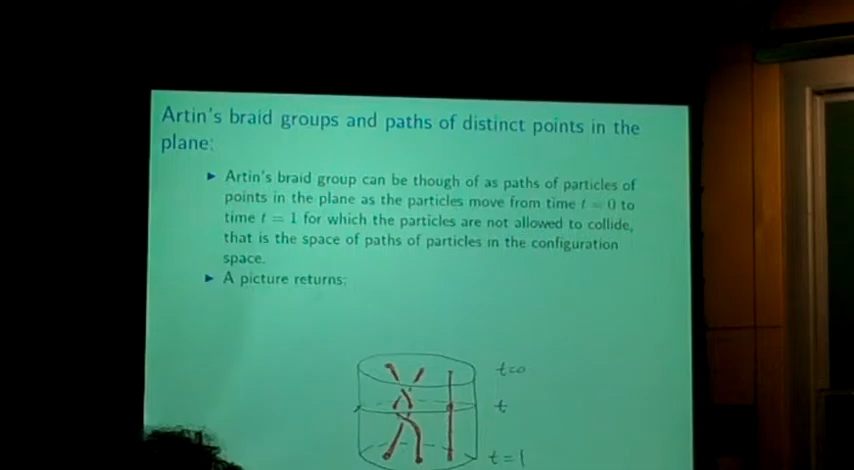 Artin's braid groups and paths of distinct points in the
plane:
► Artin's braid group can be though of as paths of particles of
points in the plane as the particles move from time t = 0 to
time t = 1 for which the particles are not allowed to collide,
that is the space of paths of particles in the configuration
space.
► A picture returns:
t=0
t
t=1